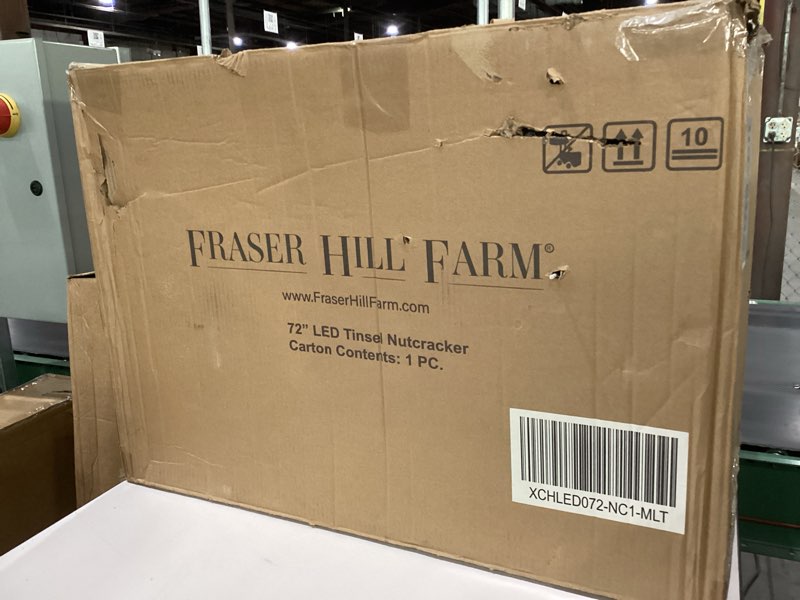 10
FRASER HILL FARM®
www.FraserHillFarm.com
72" LED Tinsel Nutcracker
Carton Contents: 1 PC.
XCHLED072-NC1-MLT